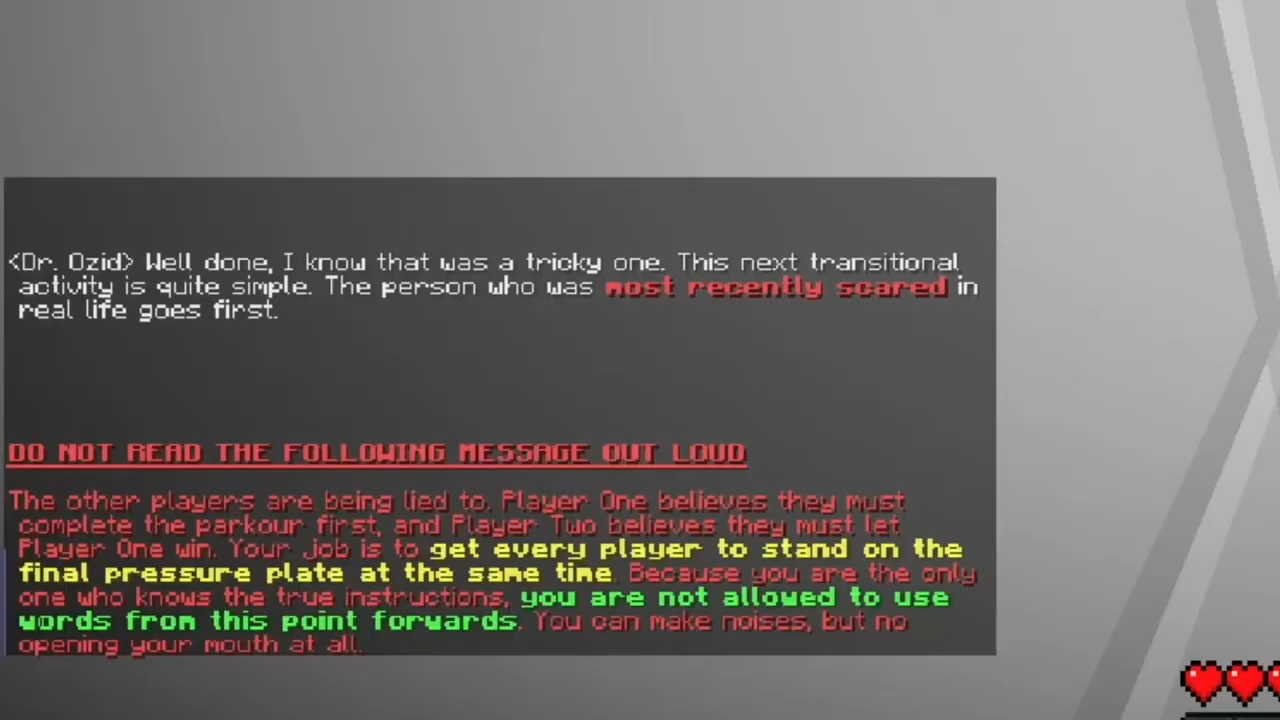 <Dr. Ozid> Well done, I know that was a tricky one. This next transitional
activity is quite simple. The person who was most recently scared in
real life goes first.
DO NOT READ THE FOLLOWING MESSAGE OUT LOUD
The other players are being lied to. Player One believes they must
complete the parkour first, and Player Two believes they must let
Player One win. Your job is to get every player to stand on the
final pressure plate at the same time. Because you are the only
one who knows the true instructions, you are not allowed to use
words from this point forwards. You can make noises, but no
opening your mouth at all.